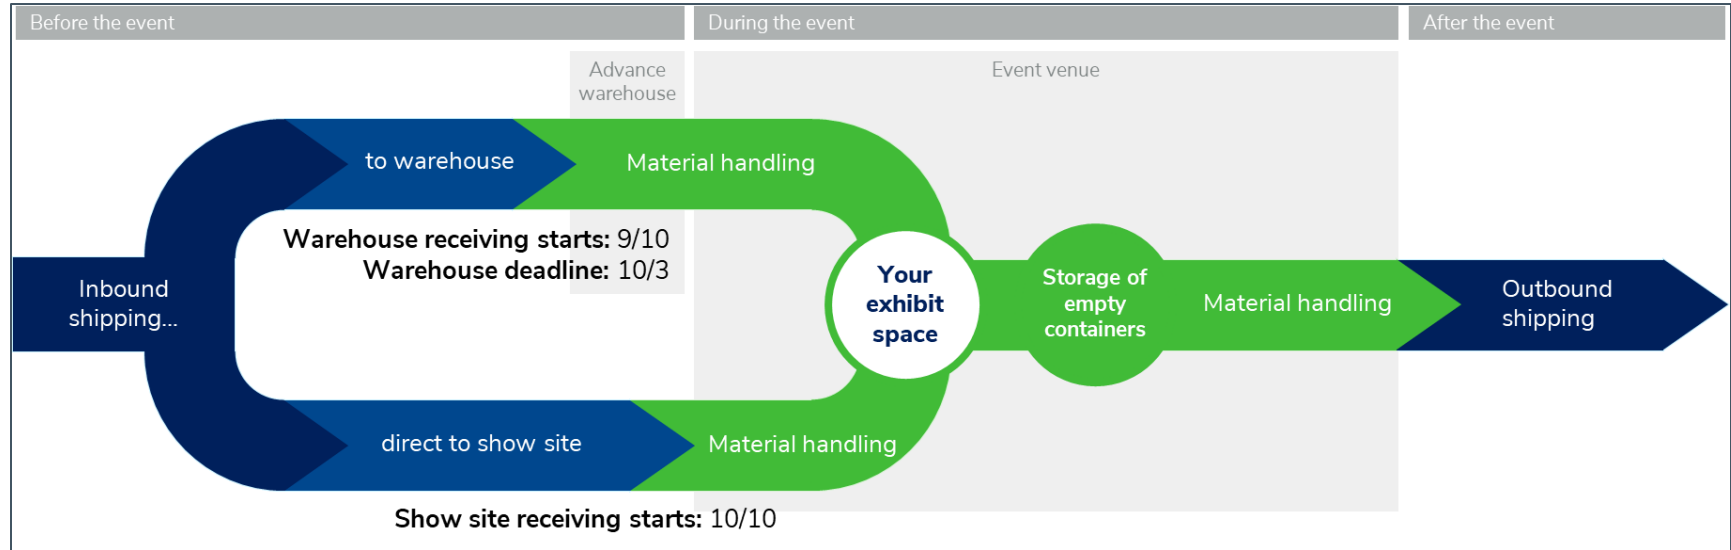 Before the event
During the event
After the event
Advance
warehouse
Event venue
to warehouse
Material handling
Warehouse receiving starts: 9/10
Warehouse deadline: 10/3
Inbound
shipping...
Your
exhibit
space
Storage of
empty
containers
Material handling
Outbound
shipping
direct to show site
Material handling
Show site receiving starts: 10/10